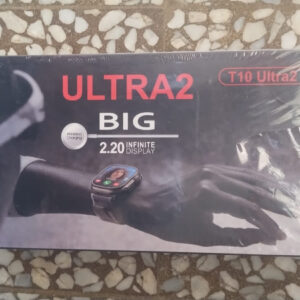 T10 Ultra2
ULTRA2
BIG
2.20 INFINITE
DISPLAY